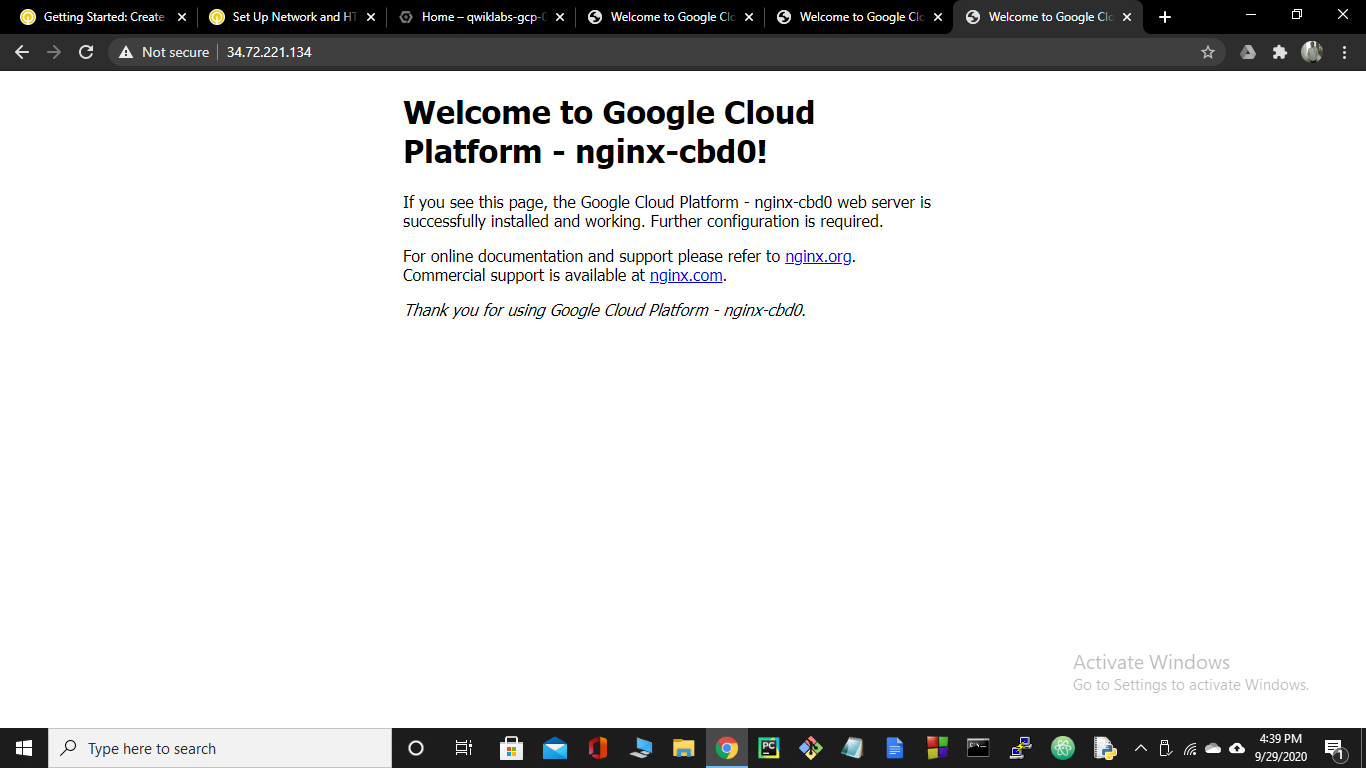 Getting Started: Create
Set Up Network and HT
Home – qwiklabs-gcp-0
Welcome to Google Clo
Welcome to Google Clo
Welcome to Google Clo
Not secure
34.72.221.134
Welcome to Google Cloud
Platform - nginx-cbd0!
If you see this page, the Google Cloud Platform - nginx-cbd0 web server is
successfully installed and working. Further configuration is required.
For online documentation and support please refer to nginx.org.
Commercial support is available at nginx.com.
Thank you for using Google Cloud Platform - nginx-cbd0.
Activate Windows
Go to Settings to activate Windows.
Type here to search
PC
4:39 PM
9/29/2020
1